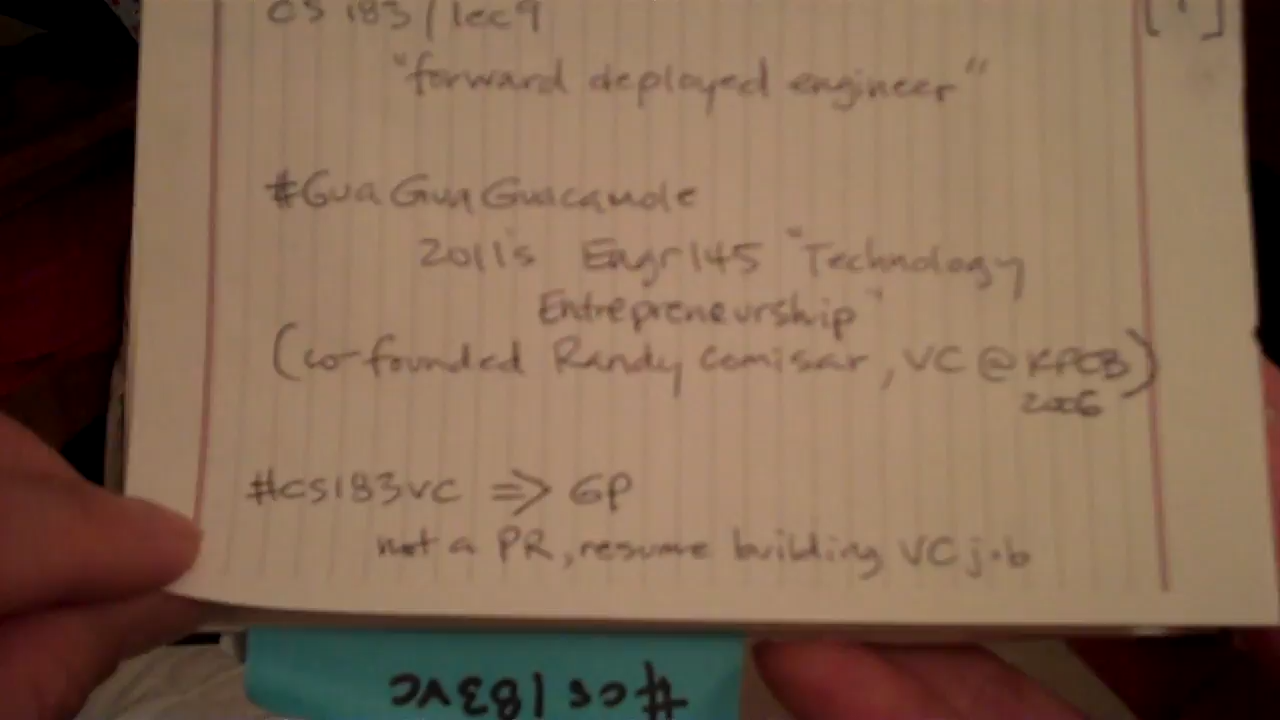 CS 183/lec9
"forward deployed engineer"
#GuaGuaGuacamole
2011's Engr145 "Technology
Entrepreneurship"
(co-founded Randy Comisar, VC @ KPCB)
2006
#cs183vc => GP
not a PR, resume building VC job
#cs183vc